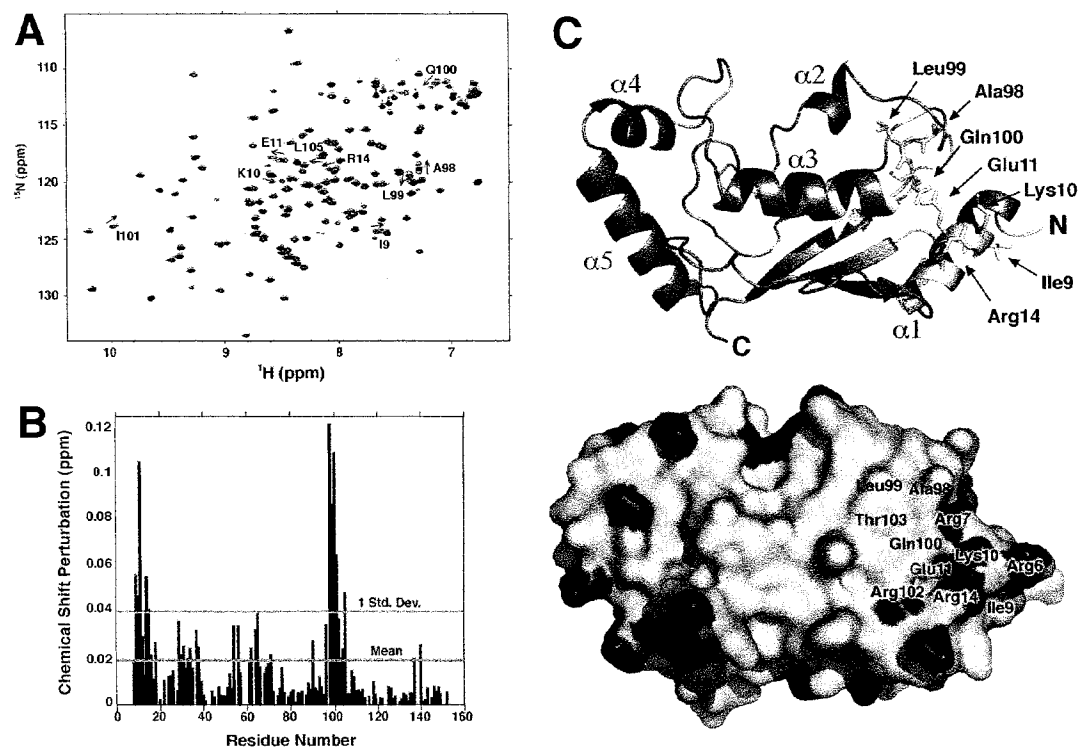 A
110
115
120
125
130
¹⁵N (ppm)
10
9
8
7
¹H (ppm)
Q100
E11
L105
R14
K10
A98
L99
I101
I9
B
0.12
0.1
0.08
0.06
0.04
0.02
0
Chemical Shift Perturbation (ppm)
1 Std. Dev.
Mean
0
20
40
60
80
100
120
140
160
Residue Number
C
α4
α2
Leu99
Ala98
Gln100
α3
Glu11
Lys10
N
α5
Ile9
Arg14
α1
C
Leu99
Ala98
Thr103
Arg7
Gln100
Lys10
Glu11
Arg6
Arg102
Arg14
Ile9